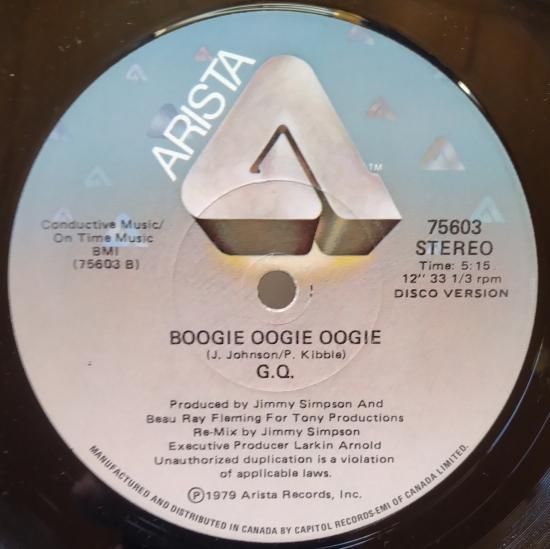 ARISTA
TM
Conductive Music/
On Time Music
BMI
(75603 B)
75603
STEREO
Time: 5:15
12" 33 1/3 rpm
DISCO VERSION
BOOGIE OOGIE OOGIE
(J. Johnson/P. Kibble)
G.Q.
Produced by Jimmy Simpson And
Beau Ray Fleming For Tony Productions
Re-Mix by Jimmy Simpson
Executive Producer Larkin Arnold
Unauthorized duplication is a violation
of applicable laws.
Ⓟ1979 Arista Records, Inc.
MANUFACTURED AND DISTRIBUTED IN CANADA BY CAPITOL RECORDS-EMI OF CANADA LIMITED.